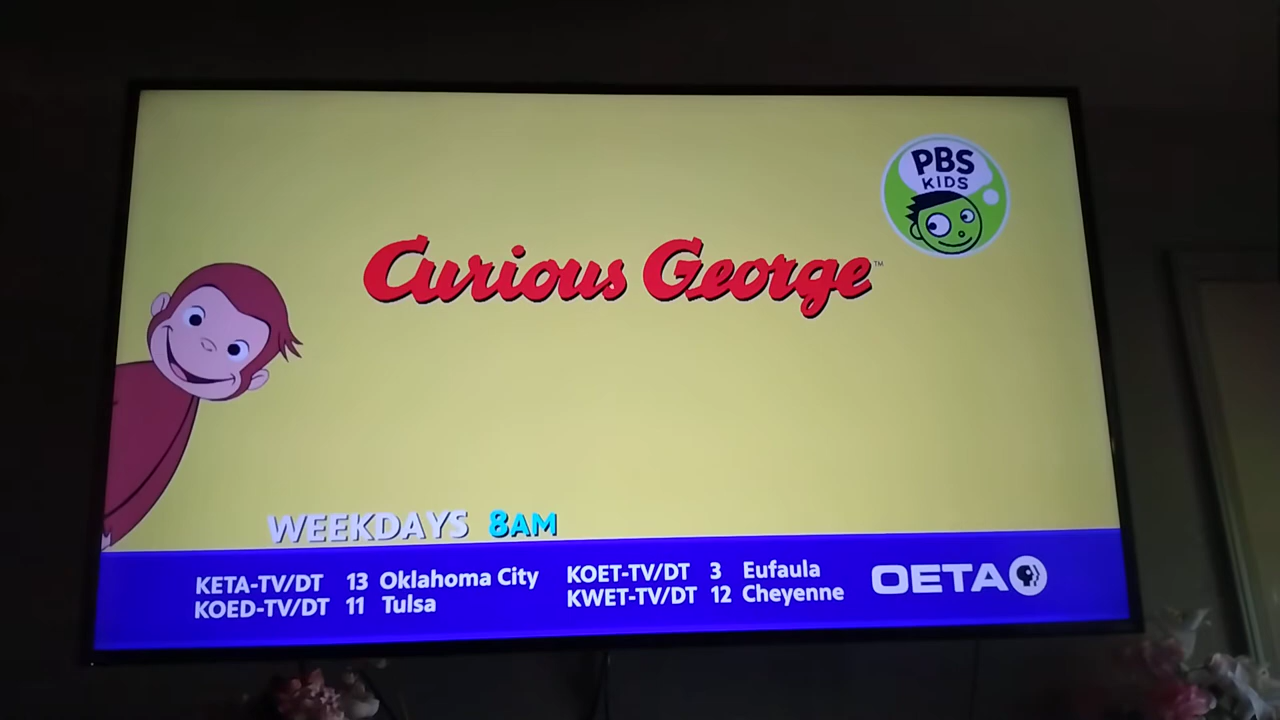 PBS
KIDS
Curious George™
WEEKDAYS 8AM
KETA-TV/DT 13 Oklahoma City
KOED-TV/DT 11 Tulsa
KOET-TV/DT 3 Eufaula
KWET-TV/DT 12 Cheyenne
OETA